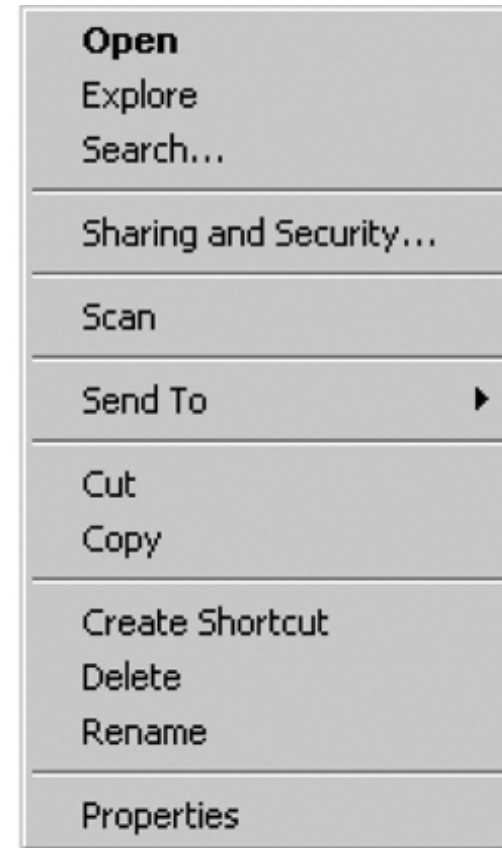 Open
Explore
Search...
Sharing and Security...
Scan
Send To
Cut
Copy
Create Shortcut
Delete
Rename
Properties